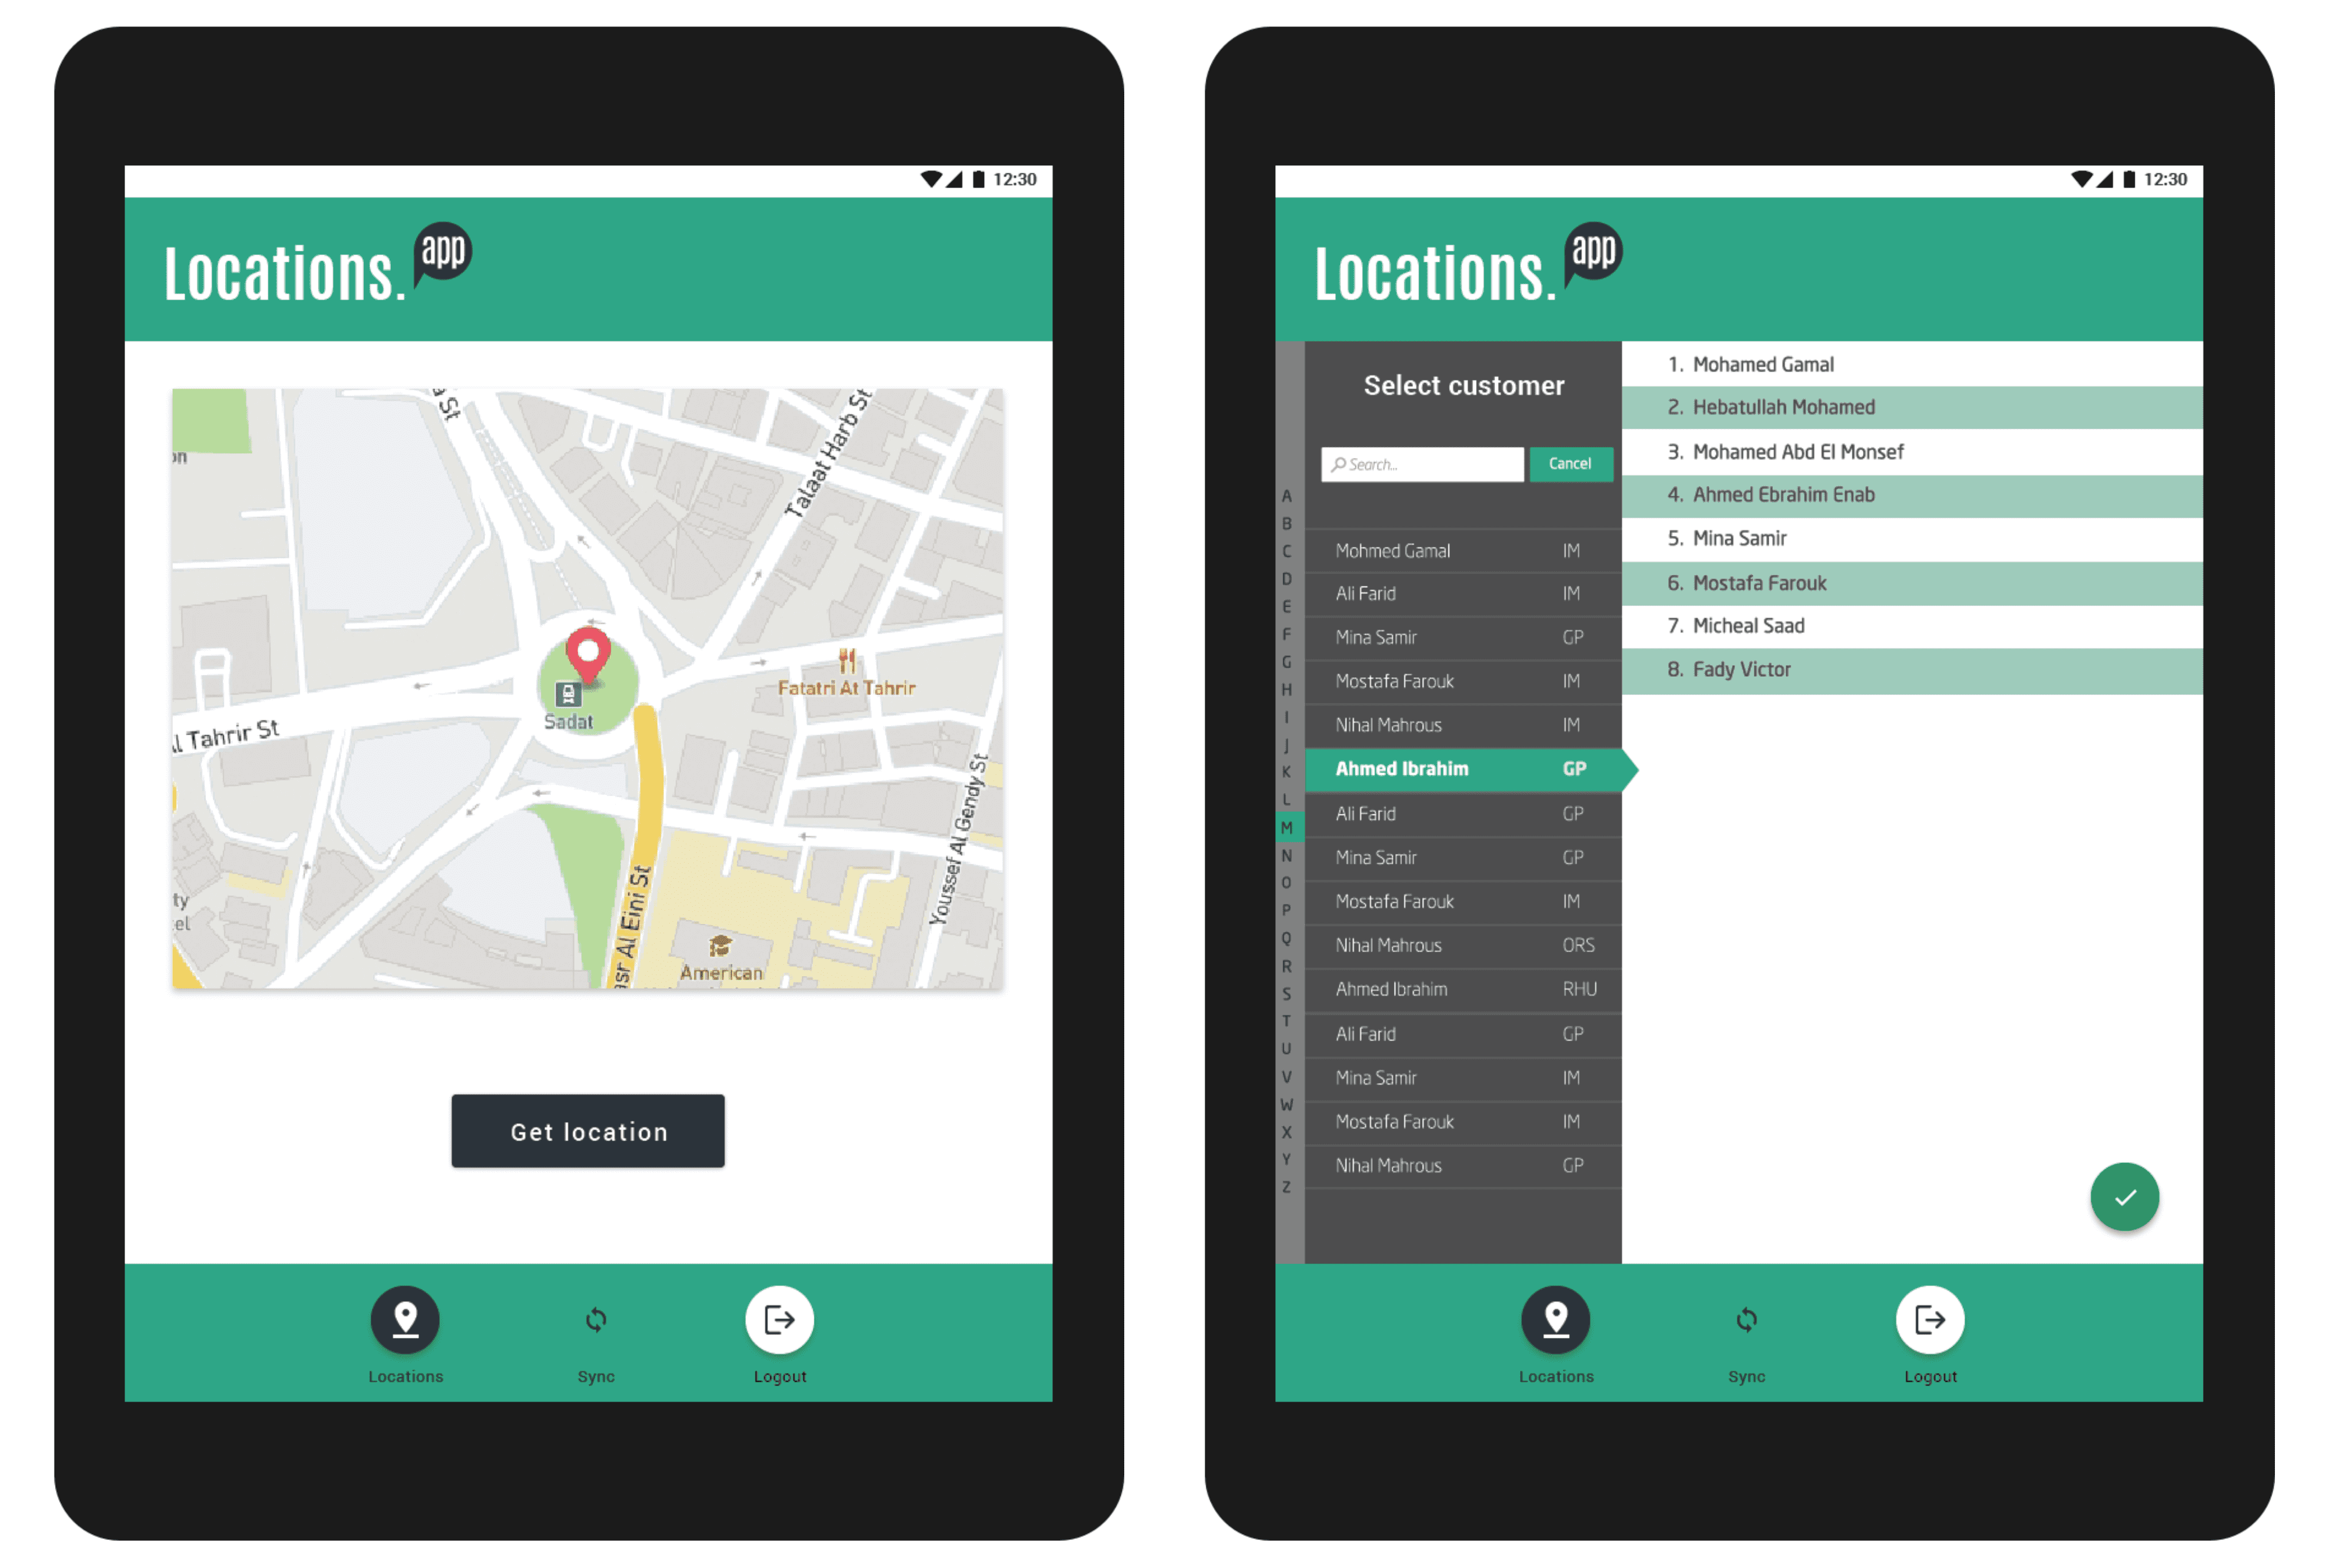 12:30
Locations. app
a St
on
Talaat Harb St
Fatatri At Tahrir
Sadat
l Tahrir St
Youssef Al Gendy St
asr Al Eini St
ty
el
American
Get location
Locations Sync Logout
12:30
Locations. app
Select customer
Search...
Cancel
A
B
C
D
E
F
G
H
I
J
K
L
M
N
O
P
Q
R
S
T
U
V
W
X
Y
Z
Mohmed Gamal IM
Ali Farid IM
Mina Samir GP
Mostafa Farouk IM
Nihal Mahrous IM
Ahmed Ibrahim GP
Ali Farid GP
Mina Samir GP
Mostafa Farouk IM
Nihal Mahrous ORS
Ahmed Ibrahim RHU
Ali Farid GP
Mina Samir IM
Mostafa Farouk IM
Nihal Mahrous GP
1. Mohamed Gamal
2. Hebatullah Mohamed
3. Mohamed Abd El Monsef
4. Ahmed Ebrahim Enab
5. Mina Samir
6. Mostafa Farouk
7. Micheal Saad
8. Fady Victor
Locations Sync Logout